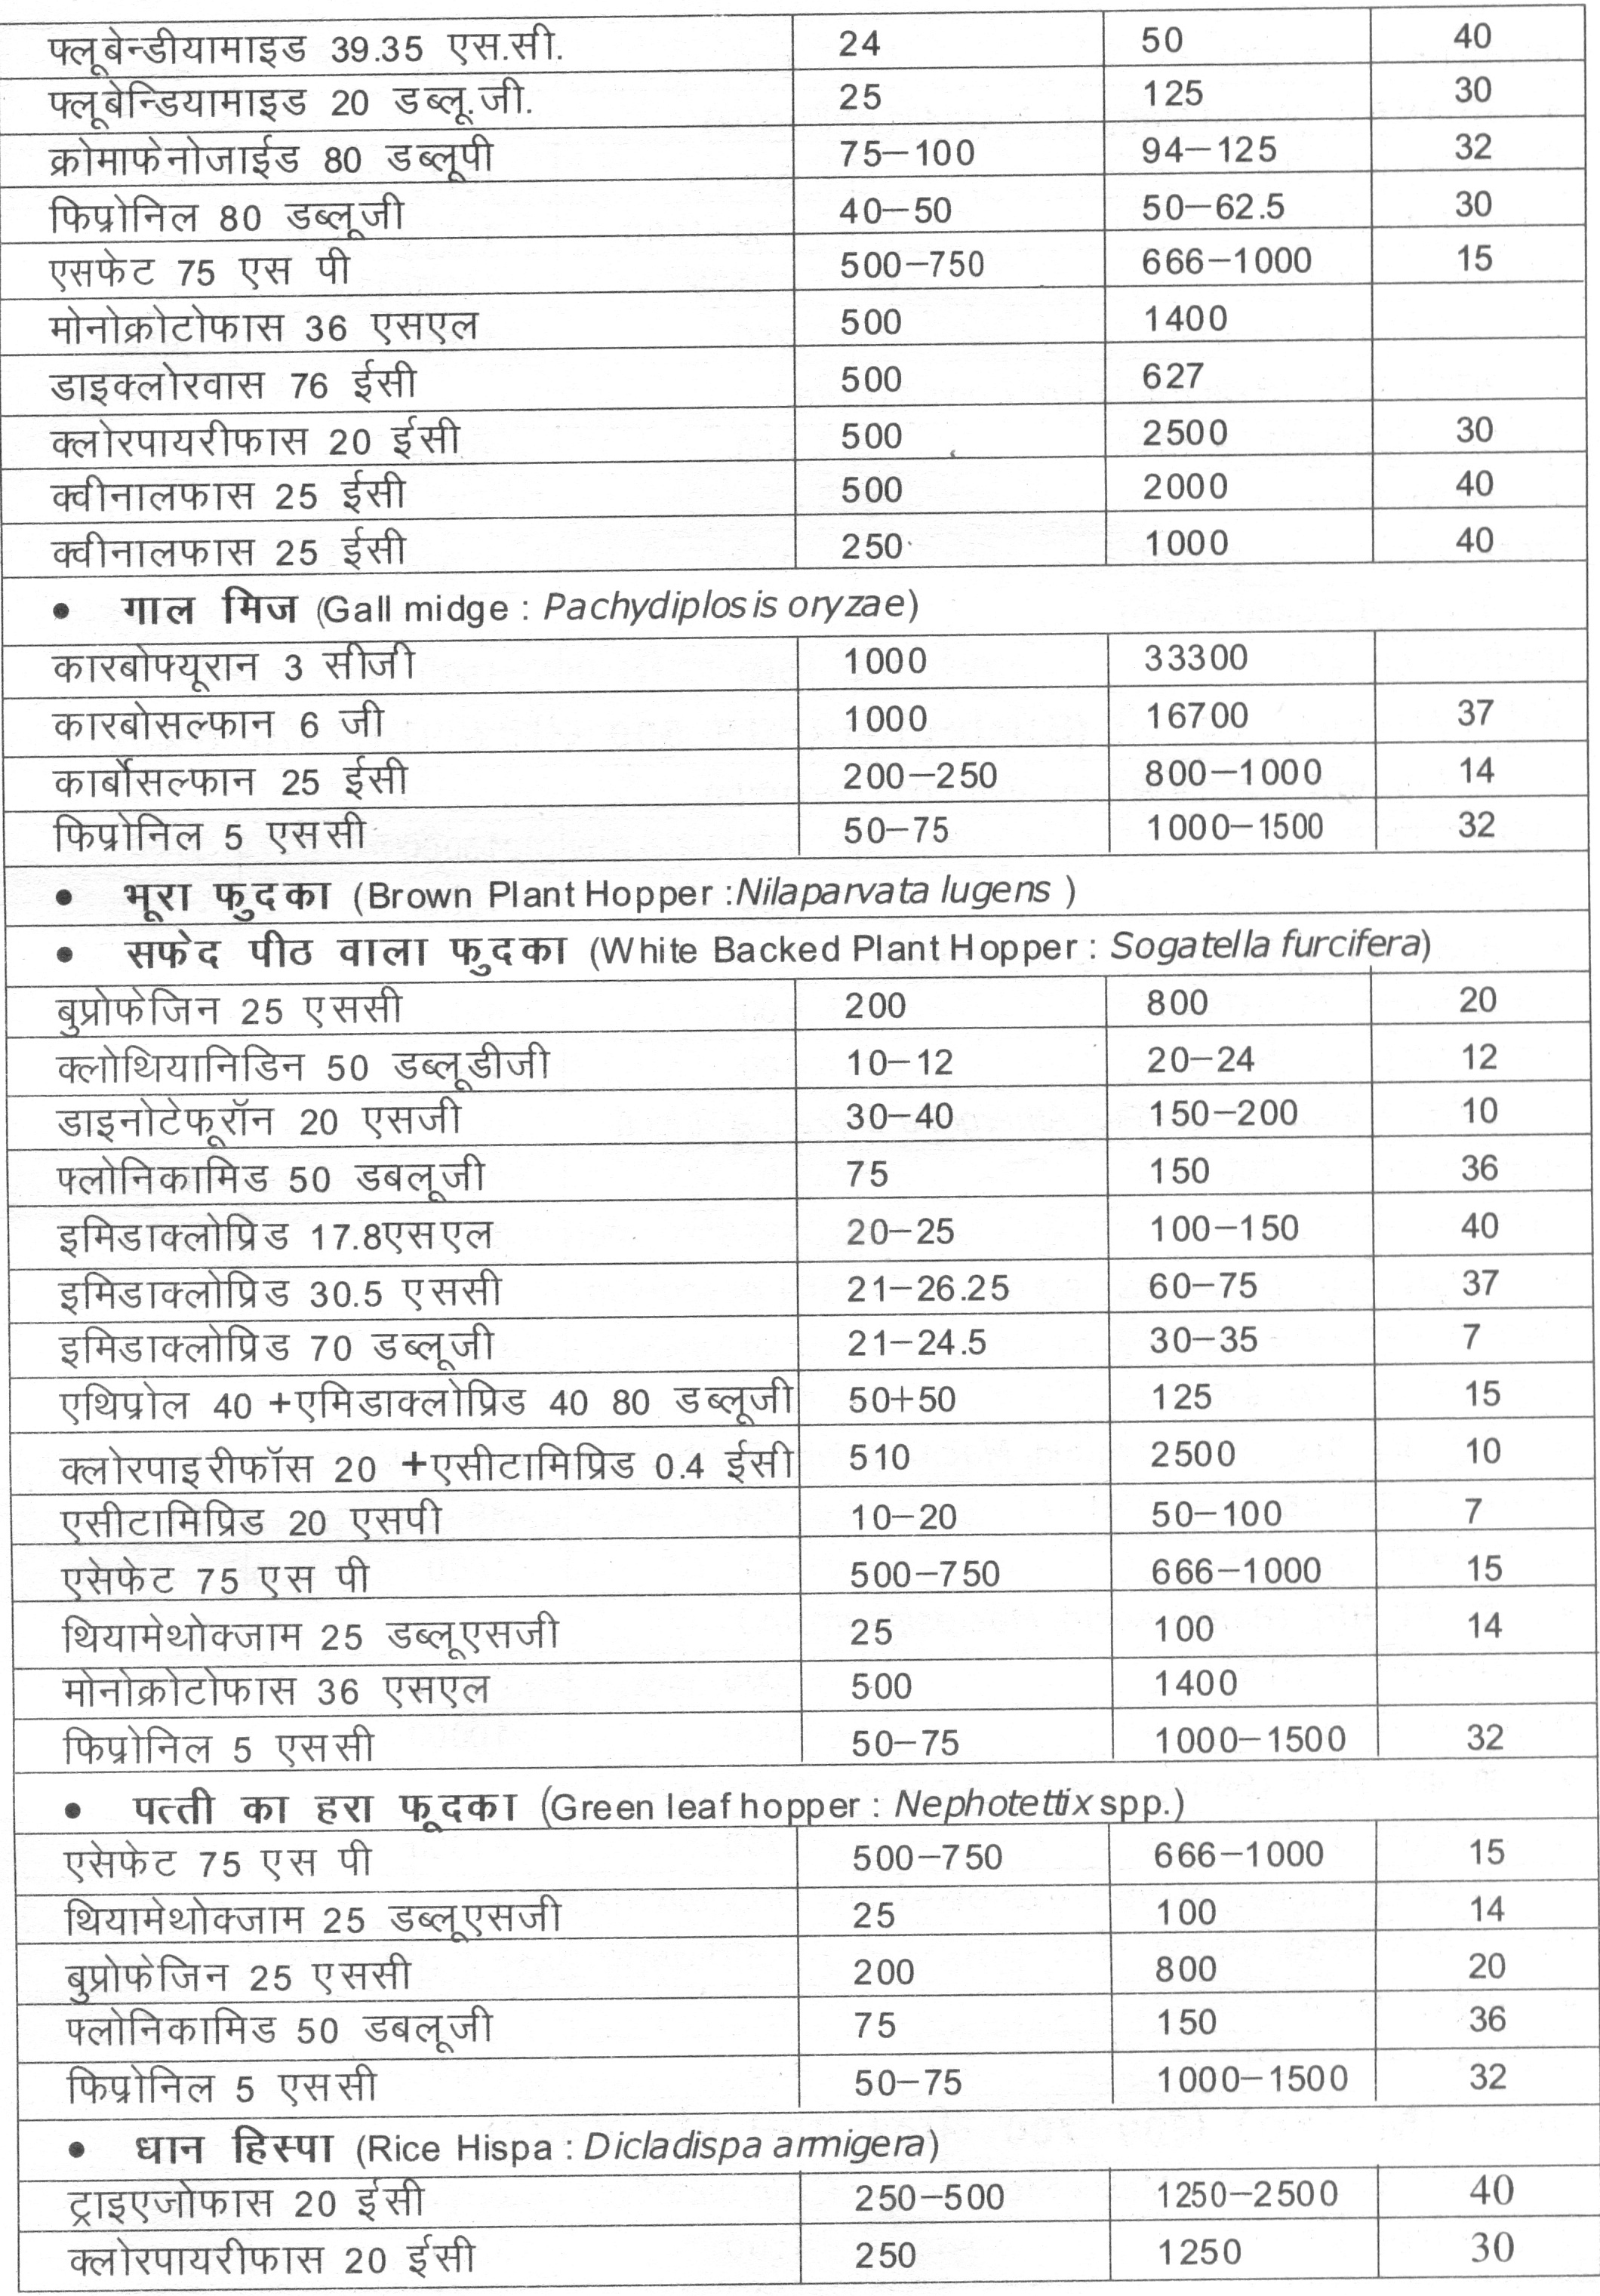 फ्लूबेन्डीयामाइड 39.35 एस.सी. 24 50 40
फ्लूबेन्डियामाइड 20 डब्लू.जी. 25 125 30
क्रोमाफेनोजाईड 80 डब्लूपी 75–100 94–125 32
फिप्रोनिल 80 डब्लूजी 40–50 50–62.5 30
एसफेट 75 एस पी 500–750 666–1000 15
मोनोक्रोटोफास 36 एसएल 500 1400
डाइक्लोरवास 76 ईसी 500 627
क्लोरपायरीफास 20 ईसी 500 2500 30
क्वीनालफास 25 ईसी 500 2000 40
क्वीनालफास 25 ईसी 250 1000 40
• गाल मिज (Gall midge : Pachydiplosis oryzae)
कारबोफ्यूरान 3 सीजी 1000 33300
कारबोसल्फान 6 जी 1000 16700 37
कार्बोसल्फान 25 ईसी 200–250 800–1000 14
फिप्रोनिल 5 एससी 50–75 1000–1500 32
• भूरा फुदका (Brown Plant Hopper :Nilaparvata lugens )
• सफेद पीठ वाला फुदका (White Backed Plant Hopper : Sogatella furcifera)
बुप्रोफेजिन 25 एससी 200 800 20
क्लोथियानिडिन 50 डब्लूडीजी 10–12 20–24 12
डाइनोटेफूरॉन 20 एसजी 30–40 150–200 10
फ्लोनिकामिड 50 डबलूजी 75 150 36
इमिडाक्लोप्रिड 17.8एसएल 20–25 100–150 40
इमिडाक्लोप्रिड 30.5 एससी 21–26.25 60–75 37
इमिडाक्लोप्रिड 70 डब्लूजी 21–24.5 30–35 7
एथिप्रोल 40 +एमिडाक्लोप्रिड 40 80 डब्लूजी 50+50 125 15
क्लोरपाइरीफॉस 20 +एसीटामिप्रिड 0.4 ईसी 510 2500 10
एसीटामिप्रिड 20 एसपी 10–20 50–100 7
एसेफेट 75 एस पी 500–750 666–1000 15
थियामेथोक्जाम 25 डब्लूएसजी 25 100 14
मोनोक्रोटोफास 36 एसएल 500 1400
फिप्रोनिल 5 एससी 50–75 1000–1500 32
• पत्ती का हरा फूदका (Green leaf hopper : Nephotettix spp.)
एसेफेट 75 एस पी 500–750 666–1000 15
थियामेथोक्जाम 25 डब्लूएसजी 25 100 14
बुप्रोफेजिन 25 एससी 200 800 20
फ्लोनिकामिड 50 डबलूजी 75 150 36
फिप्रोनिल 5 एससी 50–75 1000–1500 32
• धान हिस्पा (Rice Hispa : Dicladispa armigera)
ट्राइएजोफास 20 ईसी 250–500 1250–2500 40
क्लोरपायरीफास 20 ईसी 250 1250 30